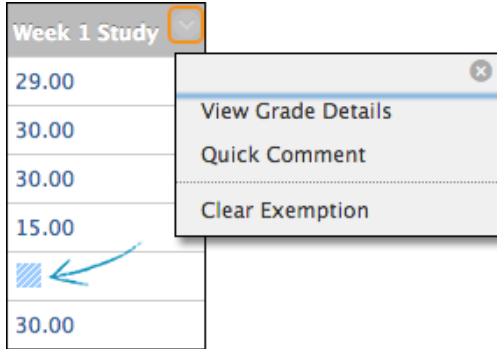 Week 1 Study
29.00
30.00
30.00
15.00
30.00
View Grade Details
Quick Comment
Clear Exemption